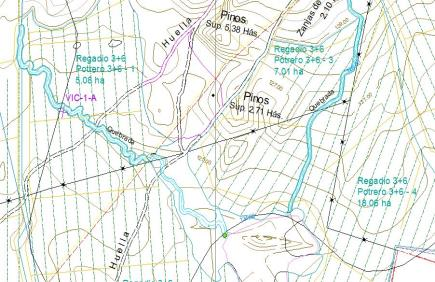 Pinos
Sup. 5,38 Hás.
Huella
Zanjas de
2.10
Regadio 3+6
Potrero 3+6 - 1
5,08 ha
Regadio 3+6
Potrero 3+6 - 3
7,01 ha
VIC-1-A
Pinos
Sup. 2,71 Hás.
Quebrada
Quebrada
Regadio 3+6
Potrero 3+6 - 4
18,06 ha
Huella